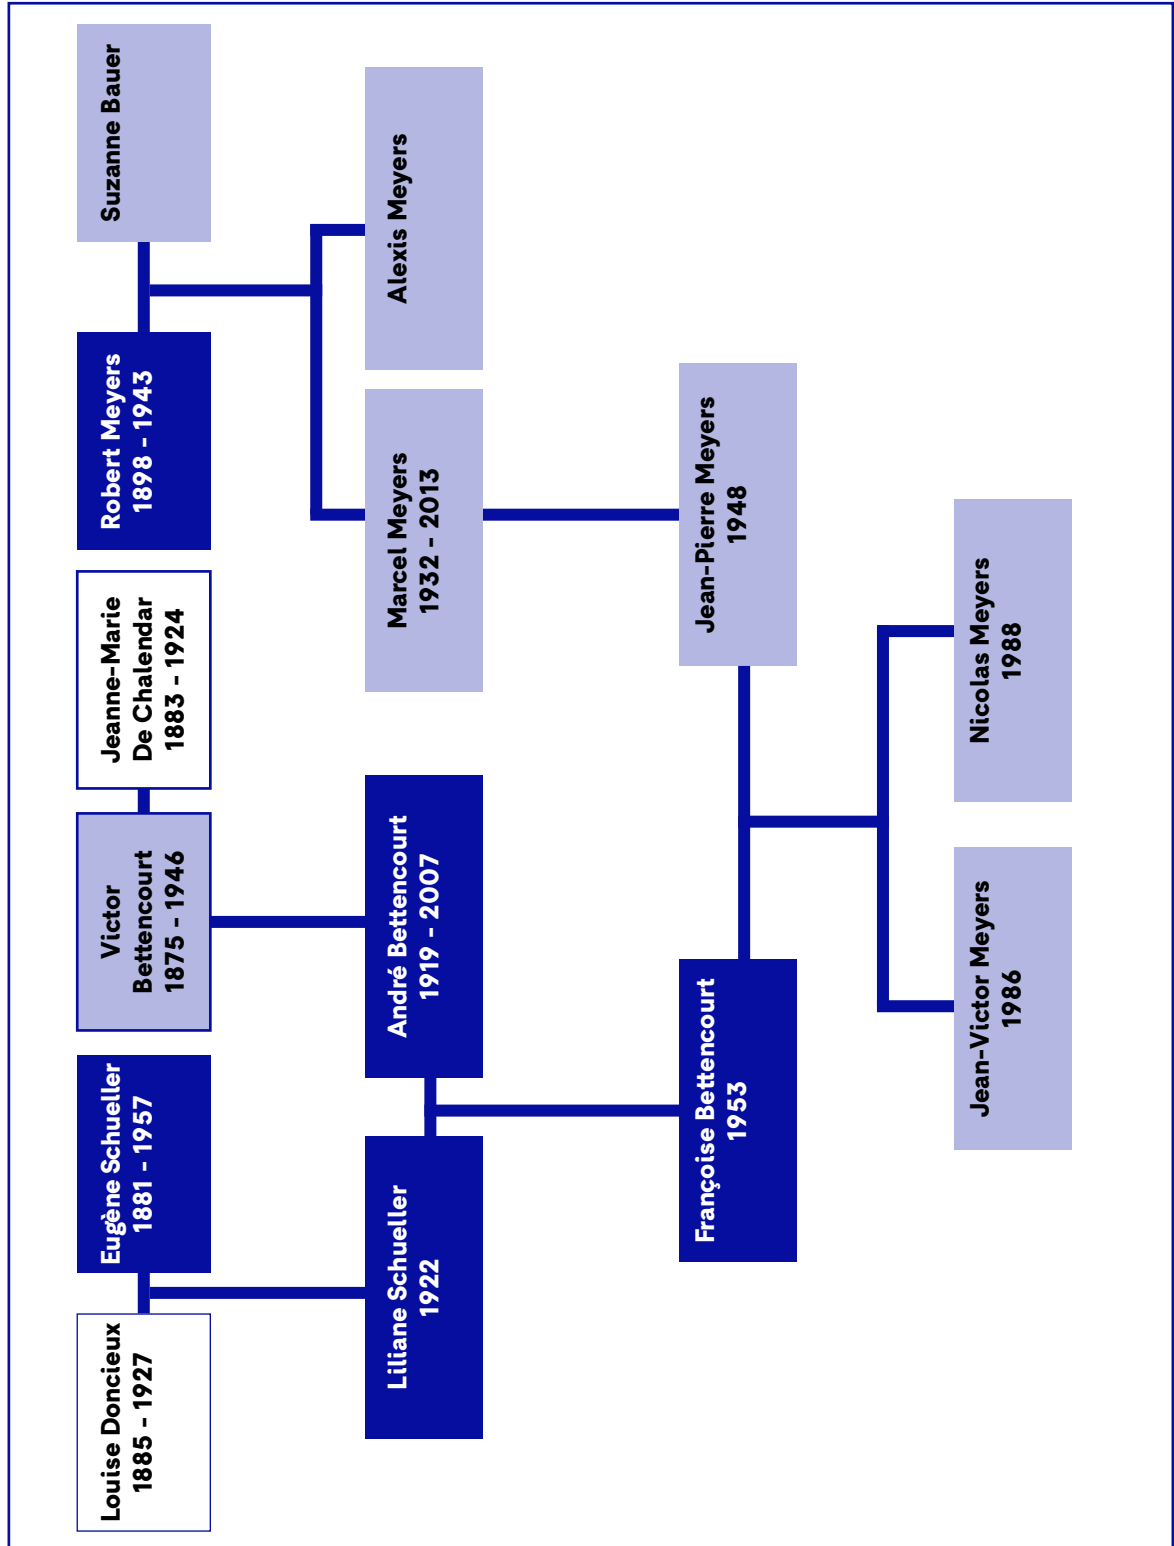 Louise Doncieux
1885 - 1927
Eugène Schueller
1881 - 1957
Victor
Bettencourt
1875 - 1946
Jeanne-Marie
De Chalendar
1883 - 1924
Robert Meyers
1898 - 1943
Suzanne Bauer
Liliane Schueller
1922
André Bettencourt
1919 - 2007
Marcel Meyers
1932 - 2013
Alexis Meyers
Françoise Bettencourt
1953
Jean-Pierre Meyers
1948
Jean-Victor Meyers
1986
Nicolas Meyers
1988